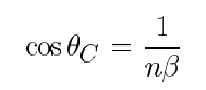 cos θ_C = 1/(nβ)